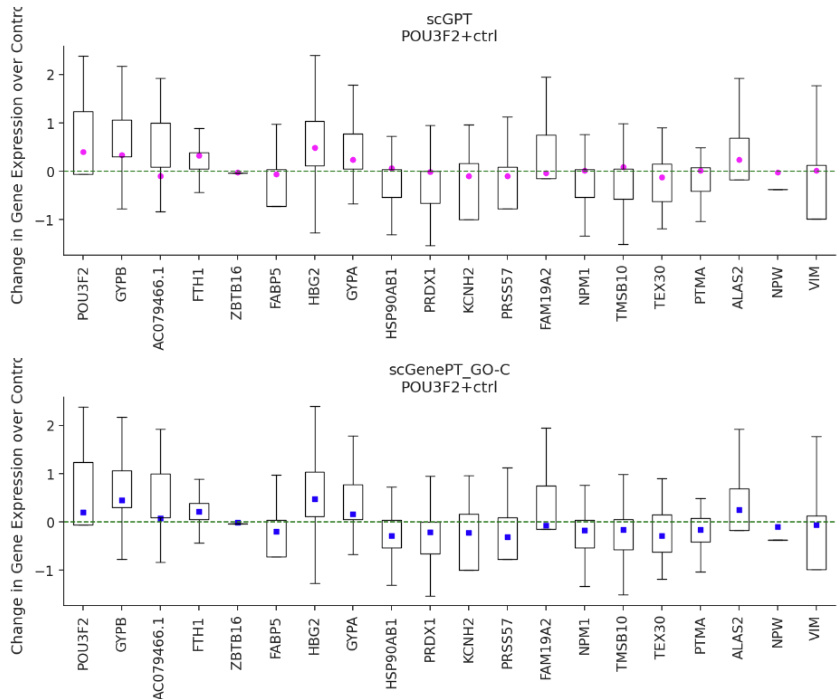 scGPT
POU3F2+ctrl
Change in Gene Expression over Contro
2
1
0
−1
POU3F2
GYPB
AC079466.1
FTH1
ZBTB16
FABP5
HBG2
GYPA
HSP90AB1
PRDX1
KCNH2
PRSS57
FAM19A2
NPM1
TMSB10
TEX30
PTMA
ALAS2
NPW
VIM
scGenePT_GO-C
POU3F2+ctrl
Change in Gene Expression over Contro
2
1
0
−1
POU3F2
GYPB
AC079466.1
FTH1
ZBTB16
FABP5
HBG2
GYPA
HSP90AB1
PRDX1
KCNH2
PRSS57
FAM19A2
NPM1
TMSB10
TEX30
PTMA
ALAS2
NPW
VIM